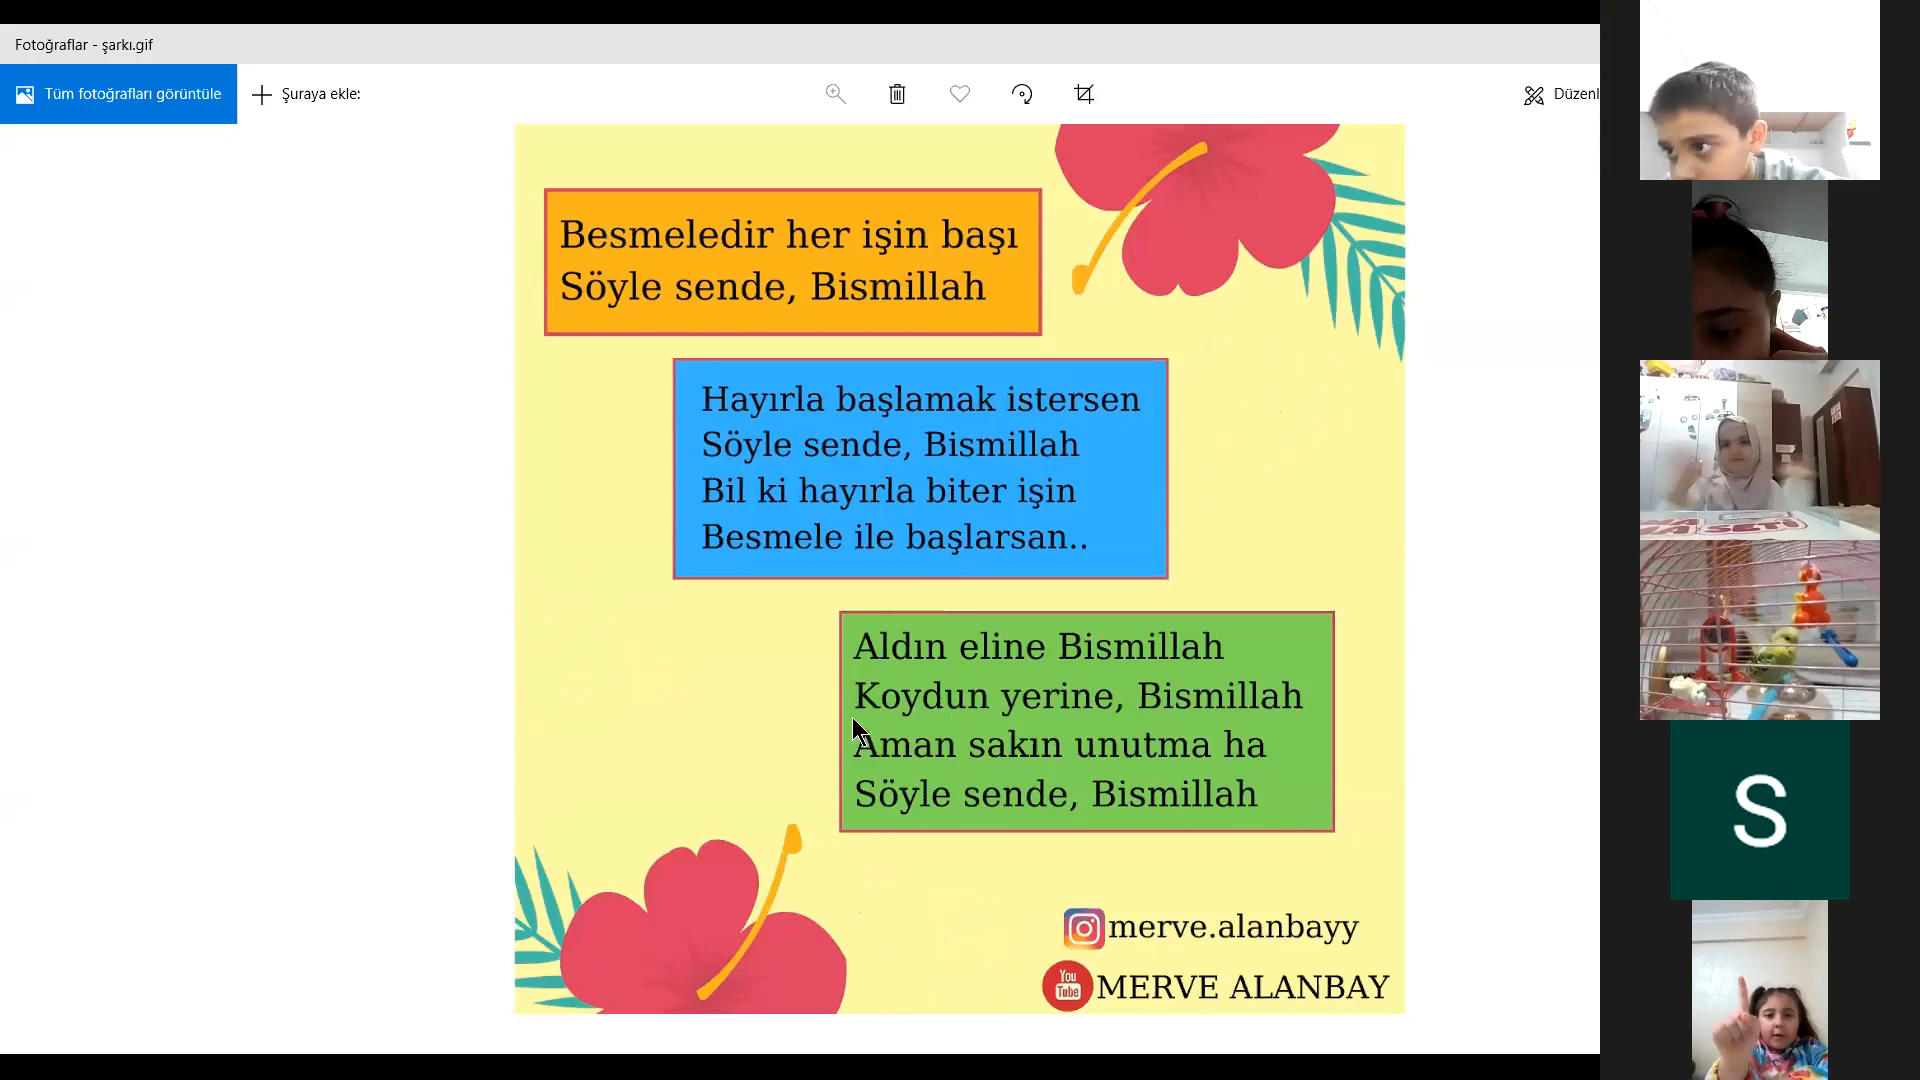 Fotoğraflar - şarkı.gif
Tüm fotoğrafları görüntüle
Şuraya ekle:
Düzenl
Besmeledir her işin başı
Söyle sende, Bismillah
Hayırla başlamak istersen
Söyle sende, Bismillah
Bil ki hayırla biter işin
Besmele ile başlarsan..
Aldın eline Bismillah
Koydun yerine, Bismillah
Aman sakın unutma ha
Söyle sende, Bismillah
merve.alanbayy
You
Tube
MERVE ALANBAY
SETİ
S